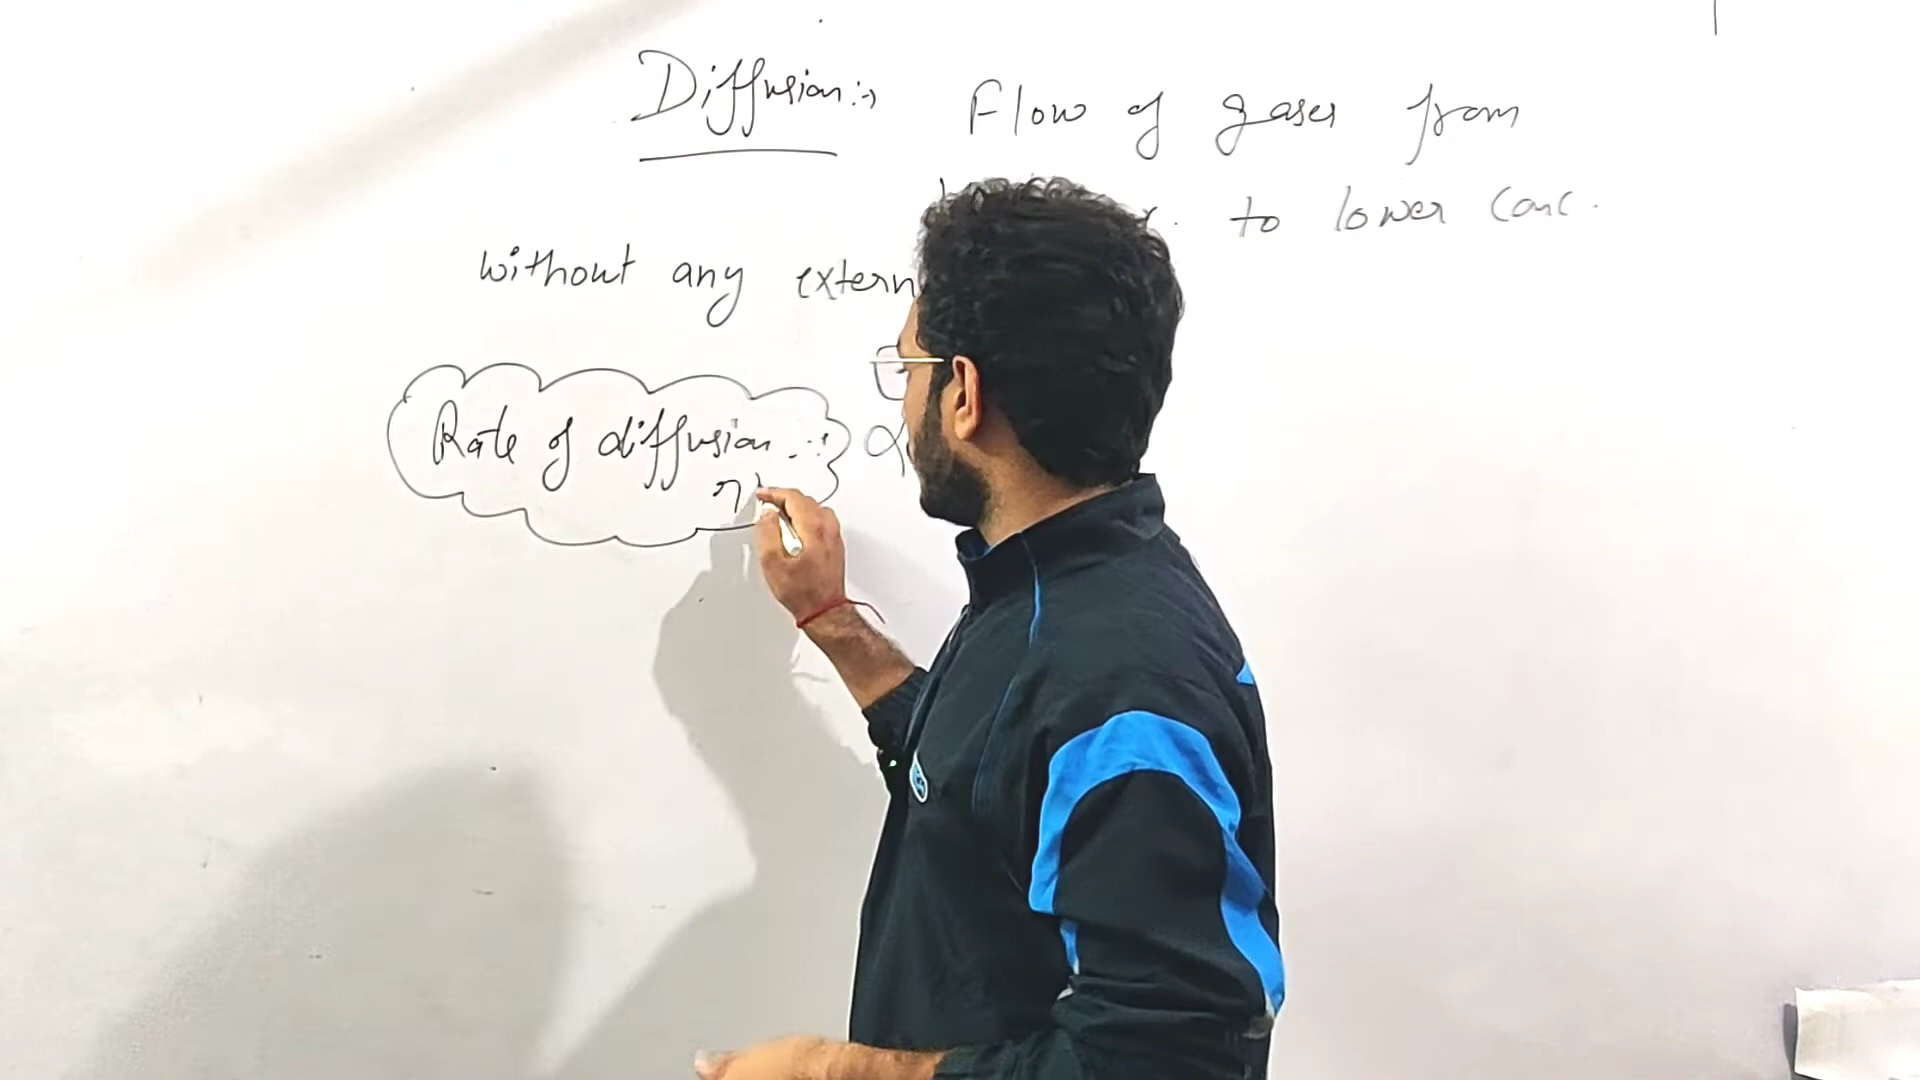 Diffusion :→ Flow of gases from
to lower conc.
without any extern
Rate of diffusion :- ∝